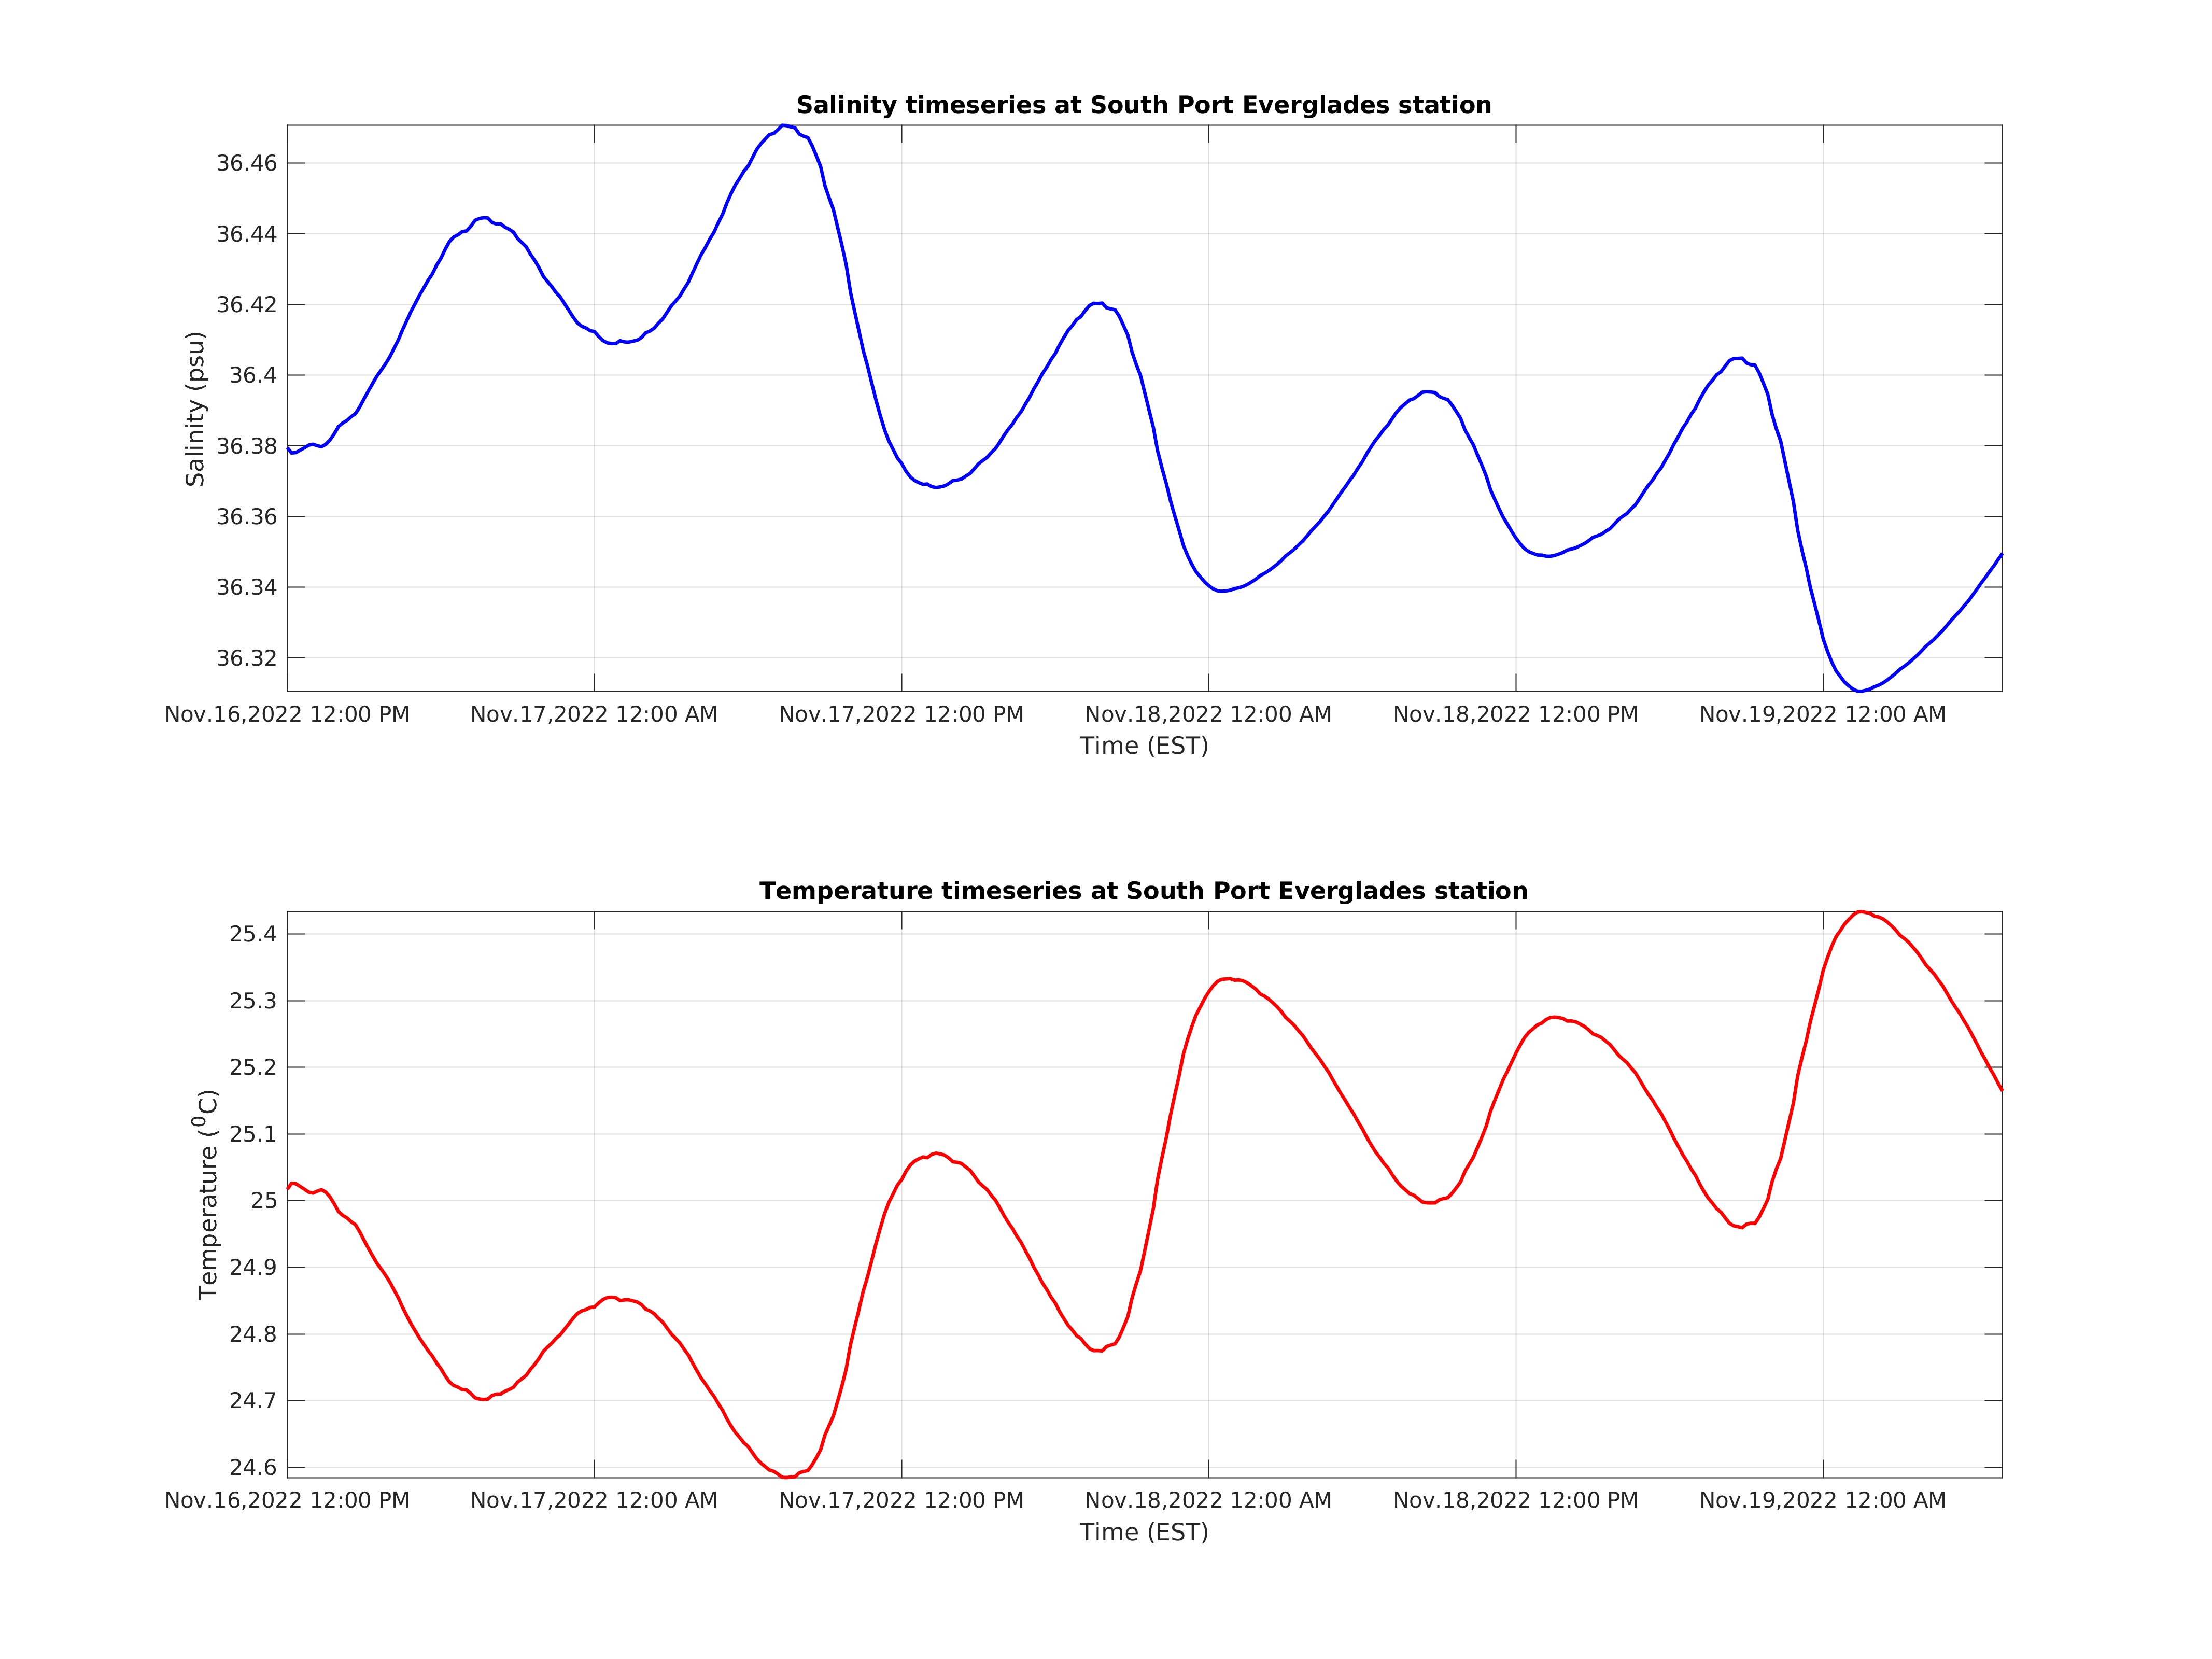 Salinity timeseries at South Port Everglades station
36.46
36.44
36.42
36.4
36.38
36.36
36.34
36.32
Salinity (psu)
Nov.16,2022 12:00 PM Nov.17,2022 12:00 AM Nov.17,2022 12:00 PM Nov.18,2022 12:00 AM Nov.18,2022 12:00 PM Nov.19,2022 12:00 AM
Time (EST)
Temperature timeseries at South Port Everglades station
25.4
25.3
25.2
25.1
25
24.9
24.8
24.7
24.6
Temperature (⁰C)
Nov.16,2022 12:00 PM Nov.17,2022 12:00 AM Nov.17,2022 12:00 PM Nov.18,2022 12:00 AM Nov.18,2022 12:00 PM Nov.19,2022 12:00 AM
Time (EST)